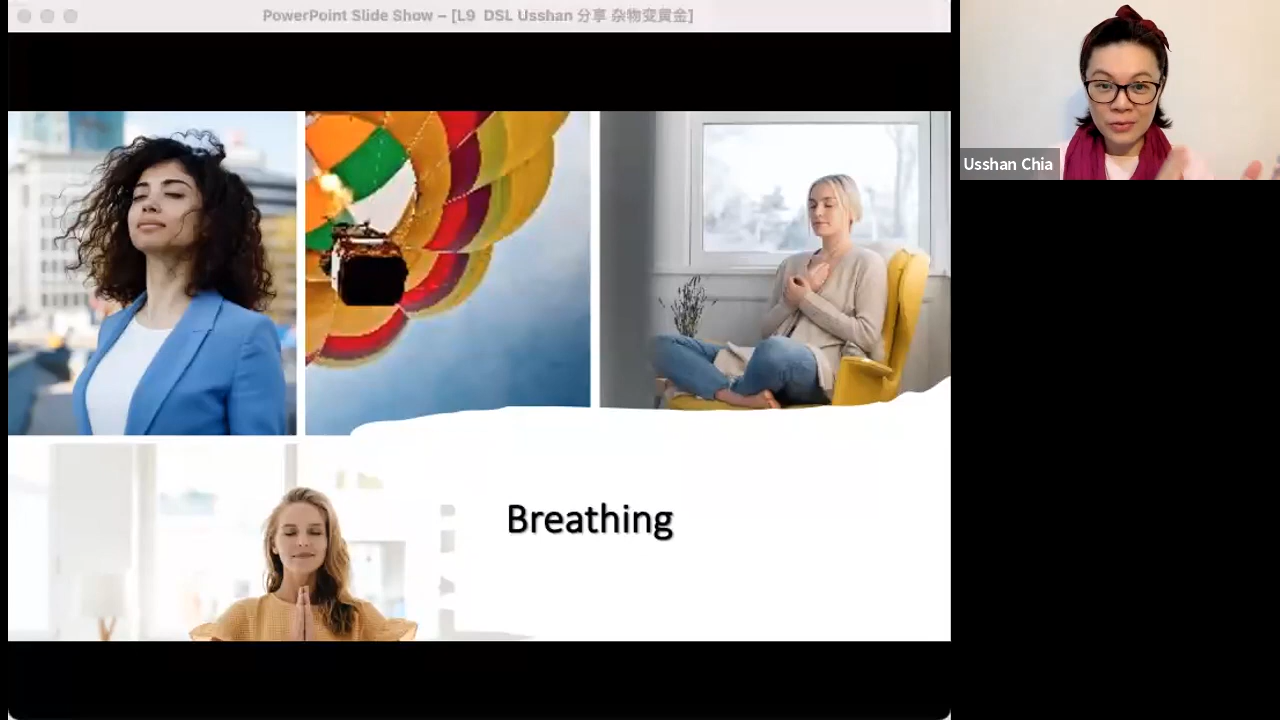 PowerPoint Slide Show – [L9 DSL Usshan 分享 杂物变黄金]
Usshan Chia
Breathing